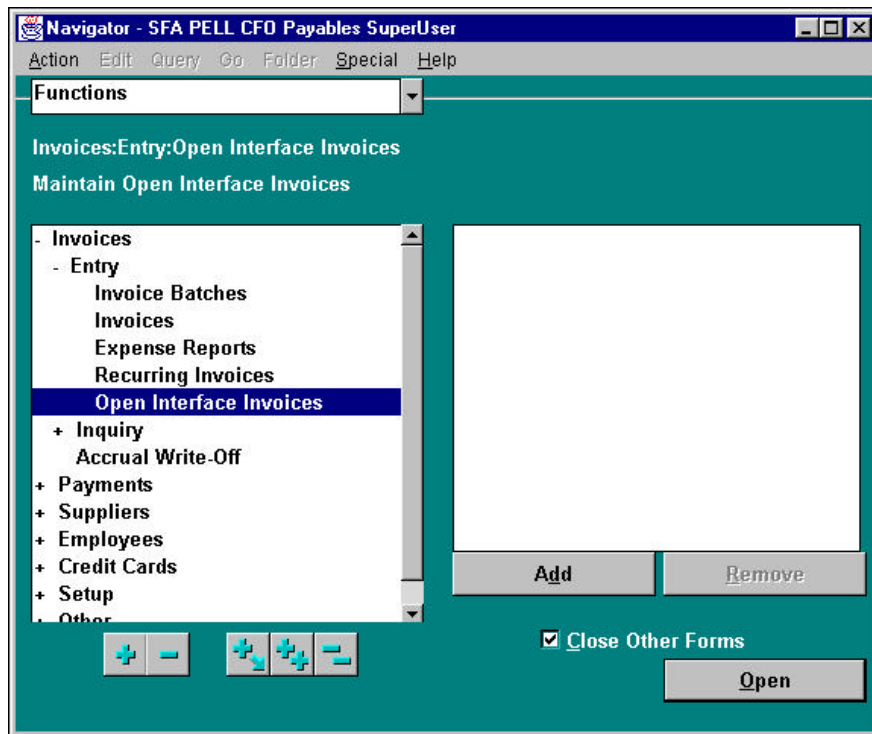 Navigator - SFA PELL CFO Payables SuperUser
Action Edit Query Go Folder Special Help
Functions
Invoices:Entry:Open Interface Invoices
Maintain Open Interface Invoices
- Invoices
- Entry
Invoice Batches
Invoices
Expense Reports
Recurring Invoices
Open Interface Invoices
+ Inquiry
Accrual Write-Off
+ Payments
+ Suppliers
+ Employees
+ Credit Cards
+ Setup
+ Other
Add Remove
Close Other Forms
Open